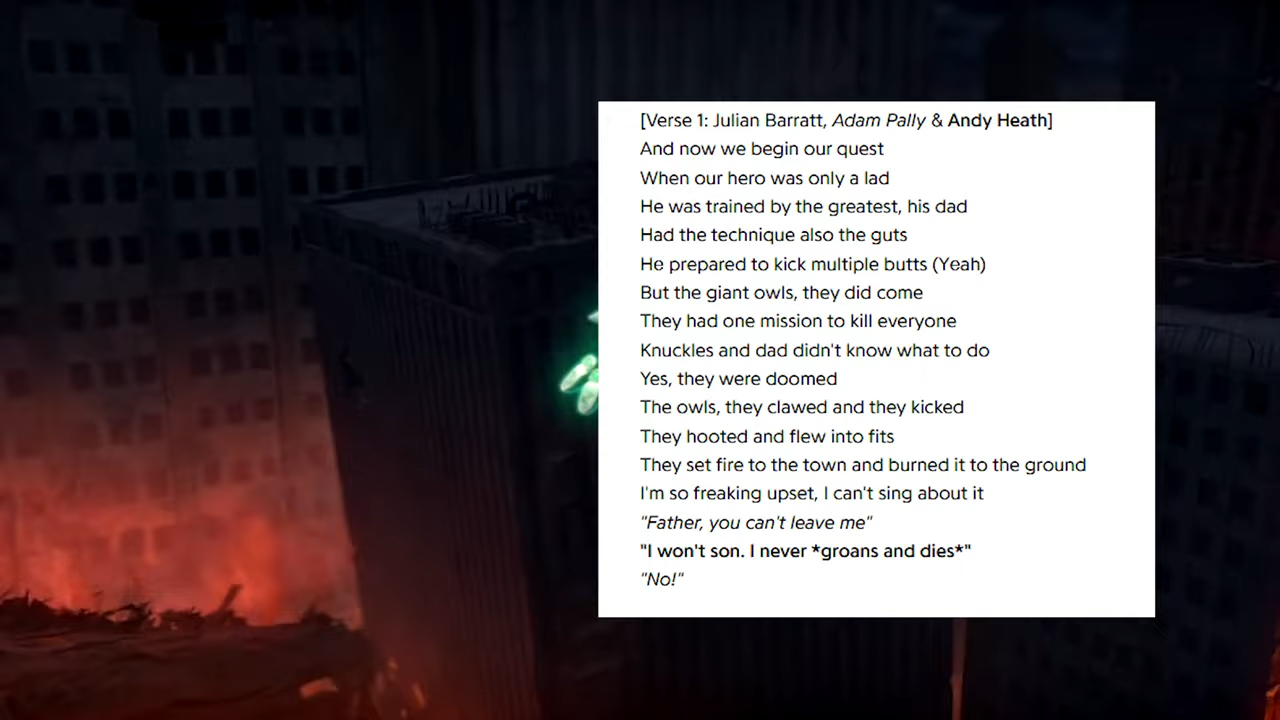 [Verse 1: Julian Barratt, Adam Pally & Andy Heath]
And now we begin our quest
When our hero was only a lad
He was trained by the greatest, his dad
Had the technique also the guts
He prepared to kick multiple butts (Yeah)
But the giant owls, they did come
They had one mission to kill everyone
Knuckles and dad didn't know what to do
Yes, they were doomed
The owls, they clawed and they kicked
They hooted and flew into fits
They set fire to the town and burned it to the ground
I'm so freaking upset, I can't sing about it
"Father, you can't leave me"
"I won't son. I never *groans and dies*"
"No!"